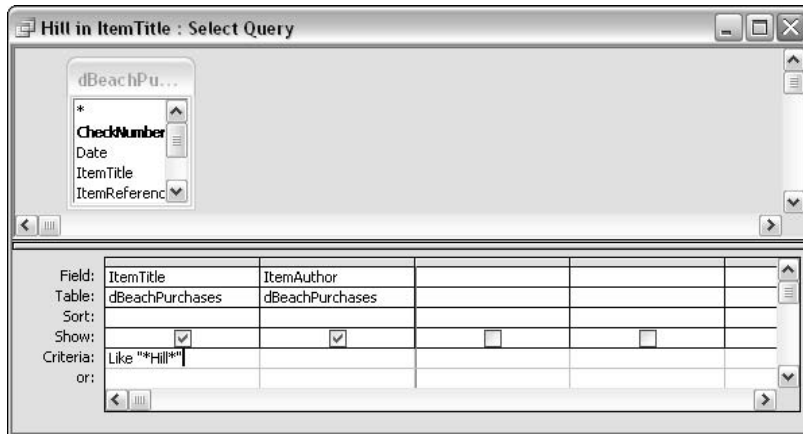 Hill in ItemTitle : Select Query
dBeachPu...
*
CheckNumber
Date
ItemTitle
ItemReferenc
Field: ItemTitle ItemAuthor
Table: dBeachPurchases dBeachPurchases
Sort:
Show:
Criteria: Like "*Hill*"
or: